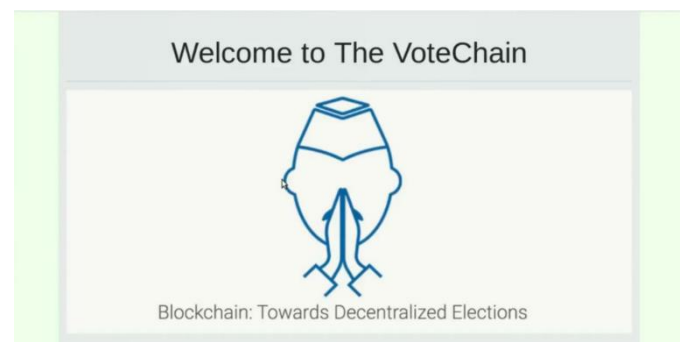 Welcome to The VoteChain
Blockchain: Towards Decentralized Elections